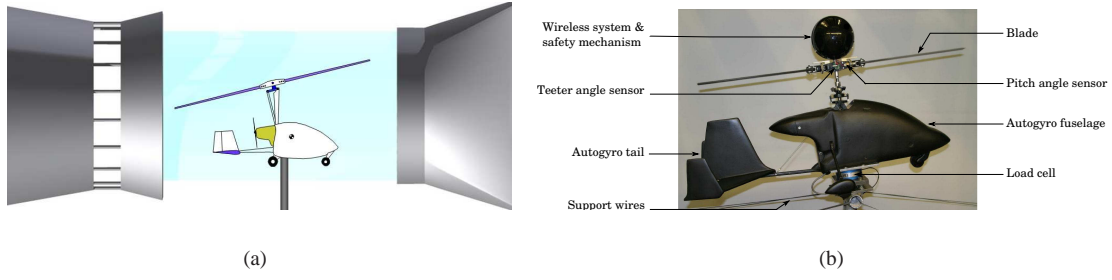 Wireless system &
safety mechanism
Teeter angle sensor
Autogyro tail
Support wires
Blade
Pitch angle sensor
Autogyro fuselage
Load cell
(a)
(b)